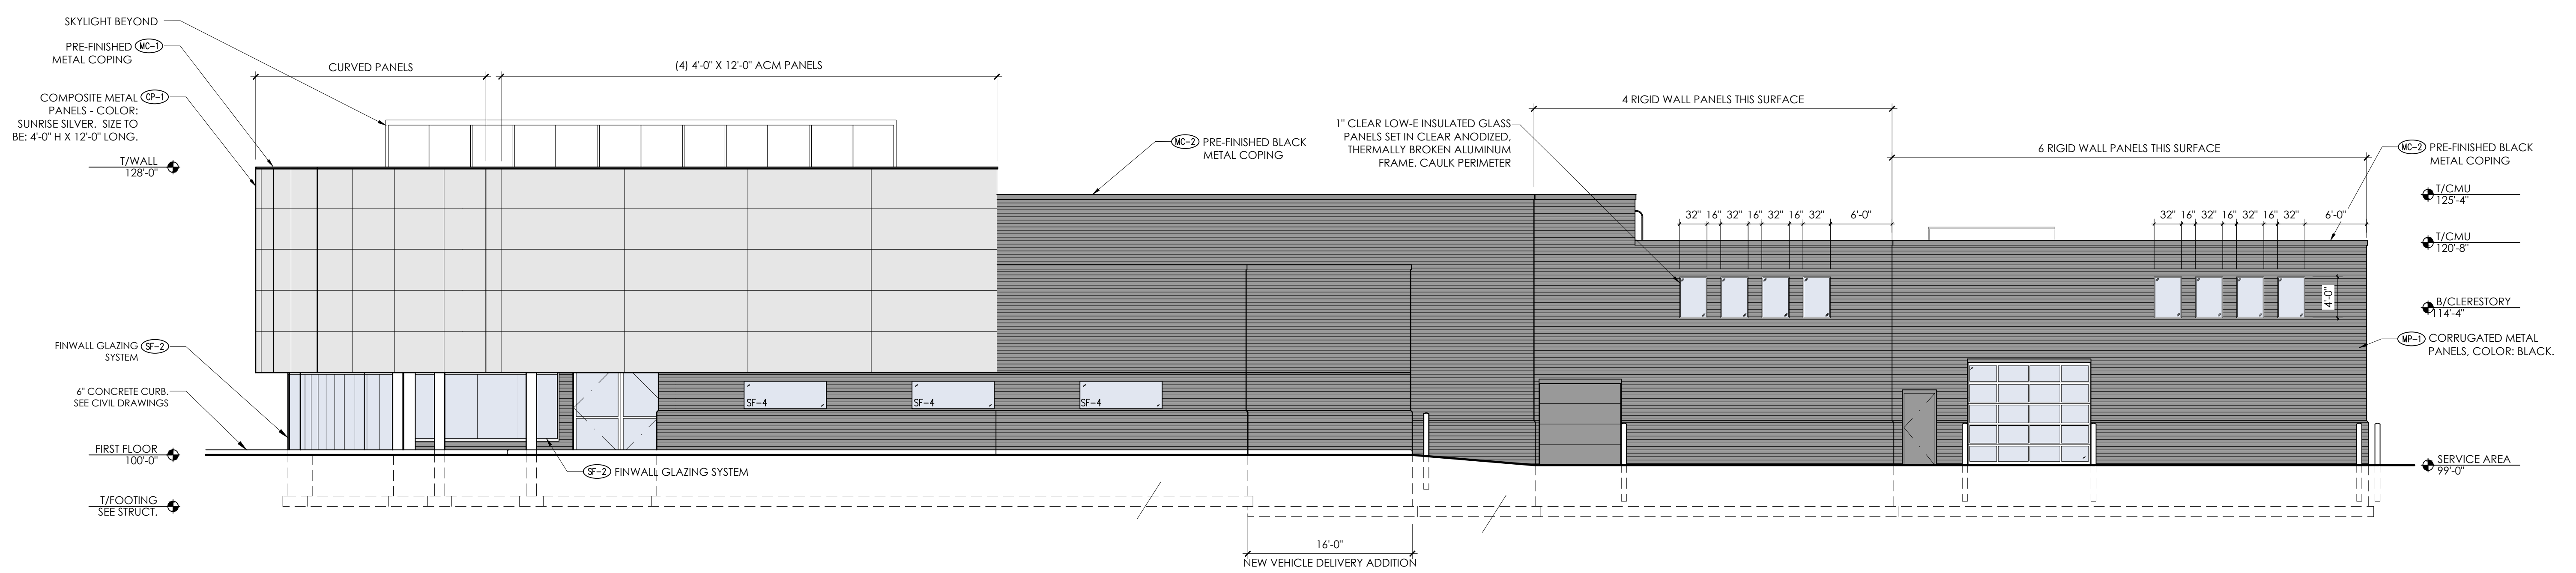 SKYLIGHT BEYOND
PRE-FINISHED MC-1
METAL COPING
COMPOSITE METAL CP-1
PANELS - COLOR:
SUNRISE SILVER. SIZE TO
BE: 4'-0" H X 12'-0" LONG.
T/WALL
128'-0"
FINWALL GLAZING SF-2
SYSTEM
6" CONCRETE CURB.
SEE CIVIL DRAWINGS
FIRST FLOOR
100'-0"
T/FOOTING
SEE STRUCT.
CURVED PANELS
(4) 4'-0" X 12'-0" ACM PANELS
SF-4
SF-4
SF-4
SF-2 FINWALL GLAZING SYSTEM
MC-2 PRE-FINISHED BLACK
METAL COPING
16'-0"
NEW VEHICLE DELIVERY ADDITION
1" CLEAR LOW-E INSULATED GLASS
PANELS SET IN CLEAR ANODIZED,
THERMALLY BROKEN ALUMINUM
FRAME. CAULK PERIMETER
4 RIGID WALL PANELS THIS SURFACE
32" 16" 32" 16" 32" 16" 32" 6'-0"
6 RIGID WALL PANELS THIS SURFACE
32" 16" 32" 16" 32" 16" 32" 6'-0"
4'-0"
MC-2 PRE-FINISHED BLACK
METAL COPING
T/CMU
125'-4"
T/CMU
120'-8"
B/CLERESTORY
114'-4"
MP-1 CORRUGATED METAL
PANELS, COLOR: BLACK.
SERVICE AREA
99'-0"